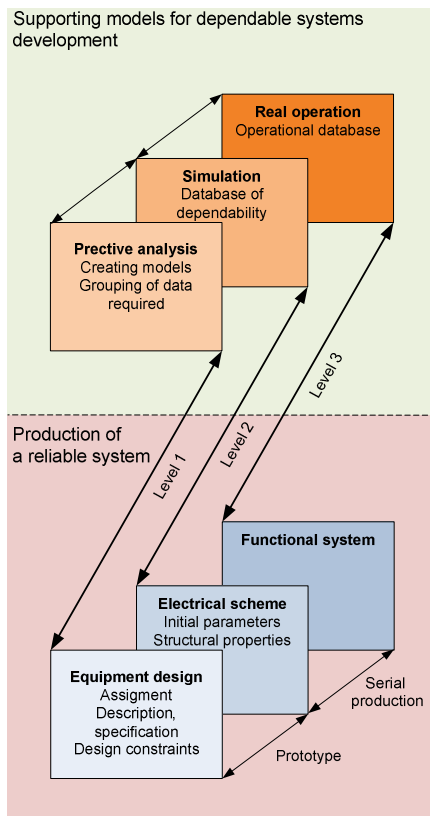 Supporting models for dependable systems
development
Real operation
Operational database
Simulation
Database of
dependability
Prective analysis
Creating models
Grouping of data
required
Level 1
Level 2
Level 3
Production of
a reliable system
Functional system
Electrical scheme
Initial parameters
Structural properties
Equipment design
Assigment
Description,
specification
Design constraints
Serial
production
Prototype